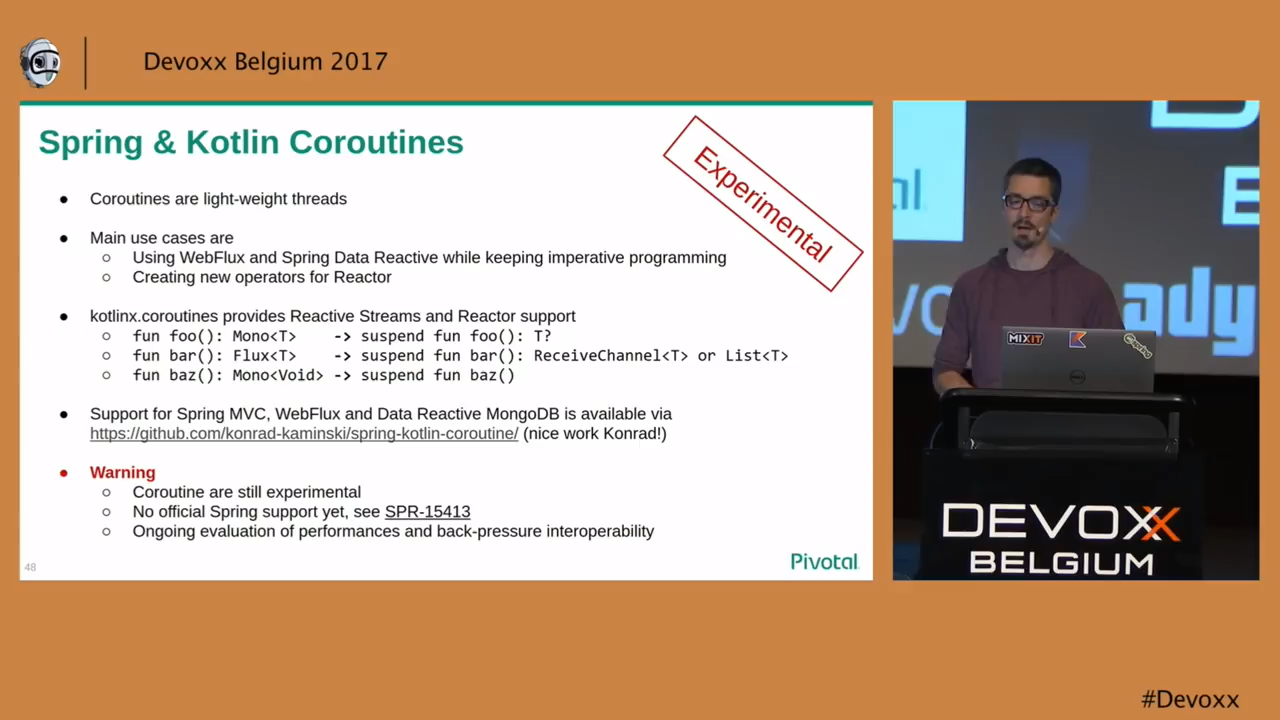 Devoxx Belgium 2017
Spring & Kotlin Coroutines
Experimental
● Coroutines are light-weight threads
● Main use cases are
○ Using WebFlux and Spring Data Reactive while keeping imperative programming
○ Creating new operators for Reactor
● kotlinx.coroutines provides Reactive Streams and Reactor support
○ fun foo(): Mono<T> -> suspend fun foo(): T?
○ fun bar(): Flux<T> -> suspend fun bar(): ReceiveChannel<T> or List<T>
○ fun baz(): Mono<Void> -> suspend fun baz()
● Support for Spring MVC, WebFlux and Data Reactive MongoDB is available via
https://github.com/konrad-kaminski/spring-kotlin-coroutine/ (nice work Konrad!)
● Warning
○ Coroutine are still experimental
○ No official Spring support yet, see SPR-15413
○ Ongoing evaluation of performances and back-pressure interoperability
48
Pivotal
MIXIT
DELL
DEVOXX
BELGIUM
#Devoxx